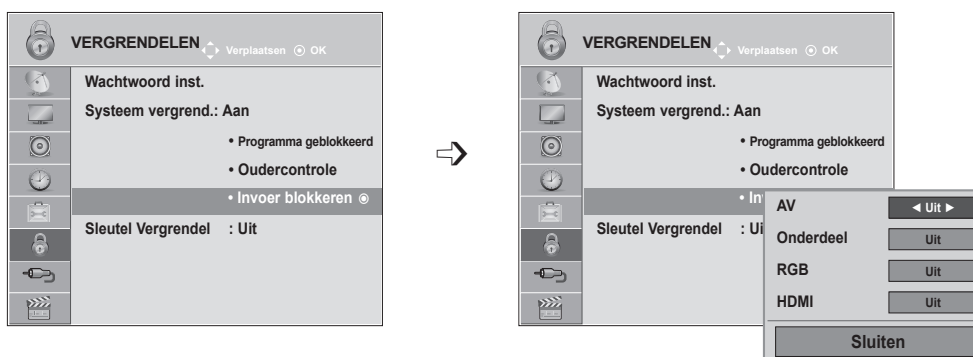 VERGRENDELEN Verplaatsen OK
Wachtwoord inst.
Systeem vergrend.: Aan
• Programma geblokkeerd
• Oudercontrole
• Invoer blokkeren
Sleutel Vergrendel : Uit
VERGRENDELEN Verplaatsen OK
Wachtwoord inst.
Systeem vergrend.: Aan
• Programma geblokkeerd
• Oudercontrole
• In
Sleutel Vergrendel : Ui
AV ◄ Uit ►
Onderdeel Uit
RGB Uit
HDMI Uit
Sluiten